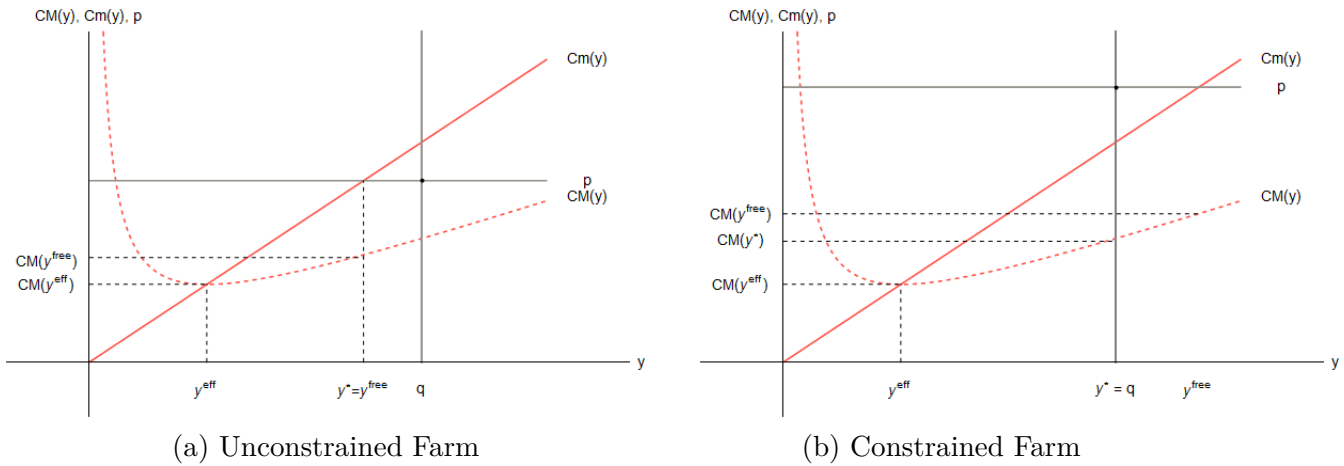 CM(y), Cm(y), p
Cm(y)
p
CM(y)
CM(y^free)
CM(y^eff)
y
y^eff
y*=y^free
q
(a) Unconstrained Farm
CM(y), Cm(y), p
Cm(y)
p
CM(y)
CM(y^free)
CM(y*)
CM(y^eff)
y
y^eff
y* = q
y^free
(b) Constrained Farm